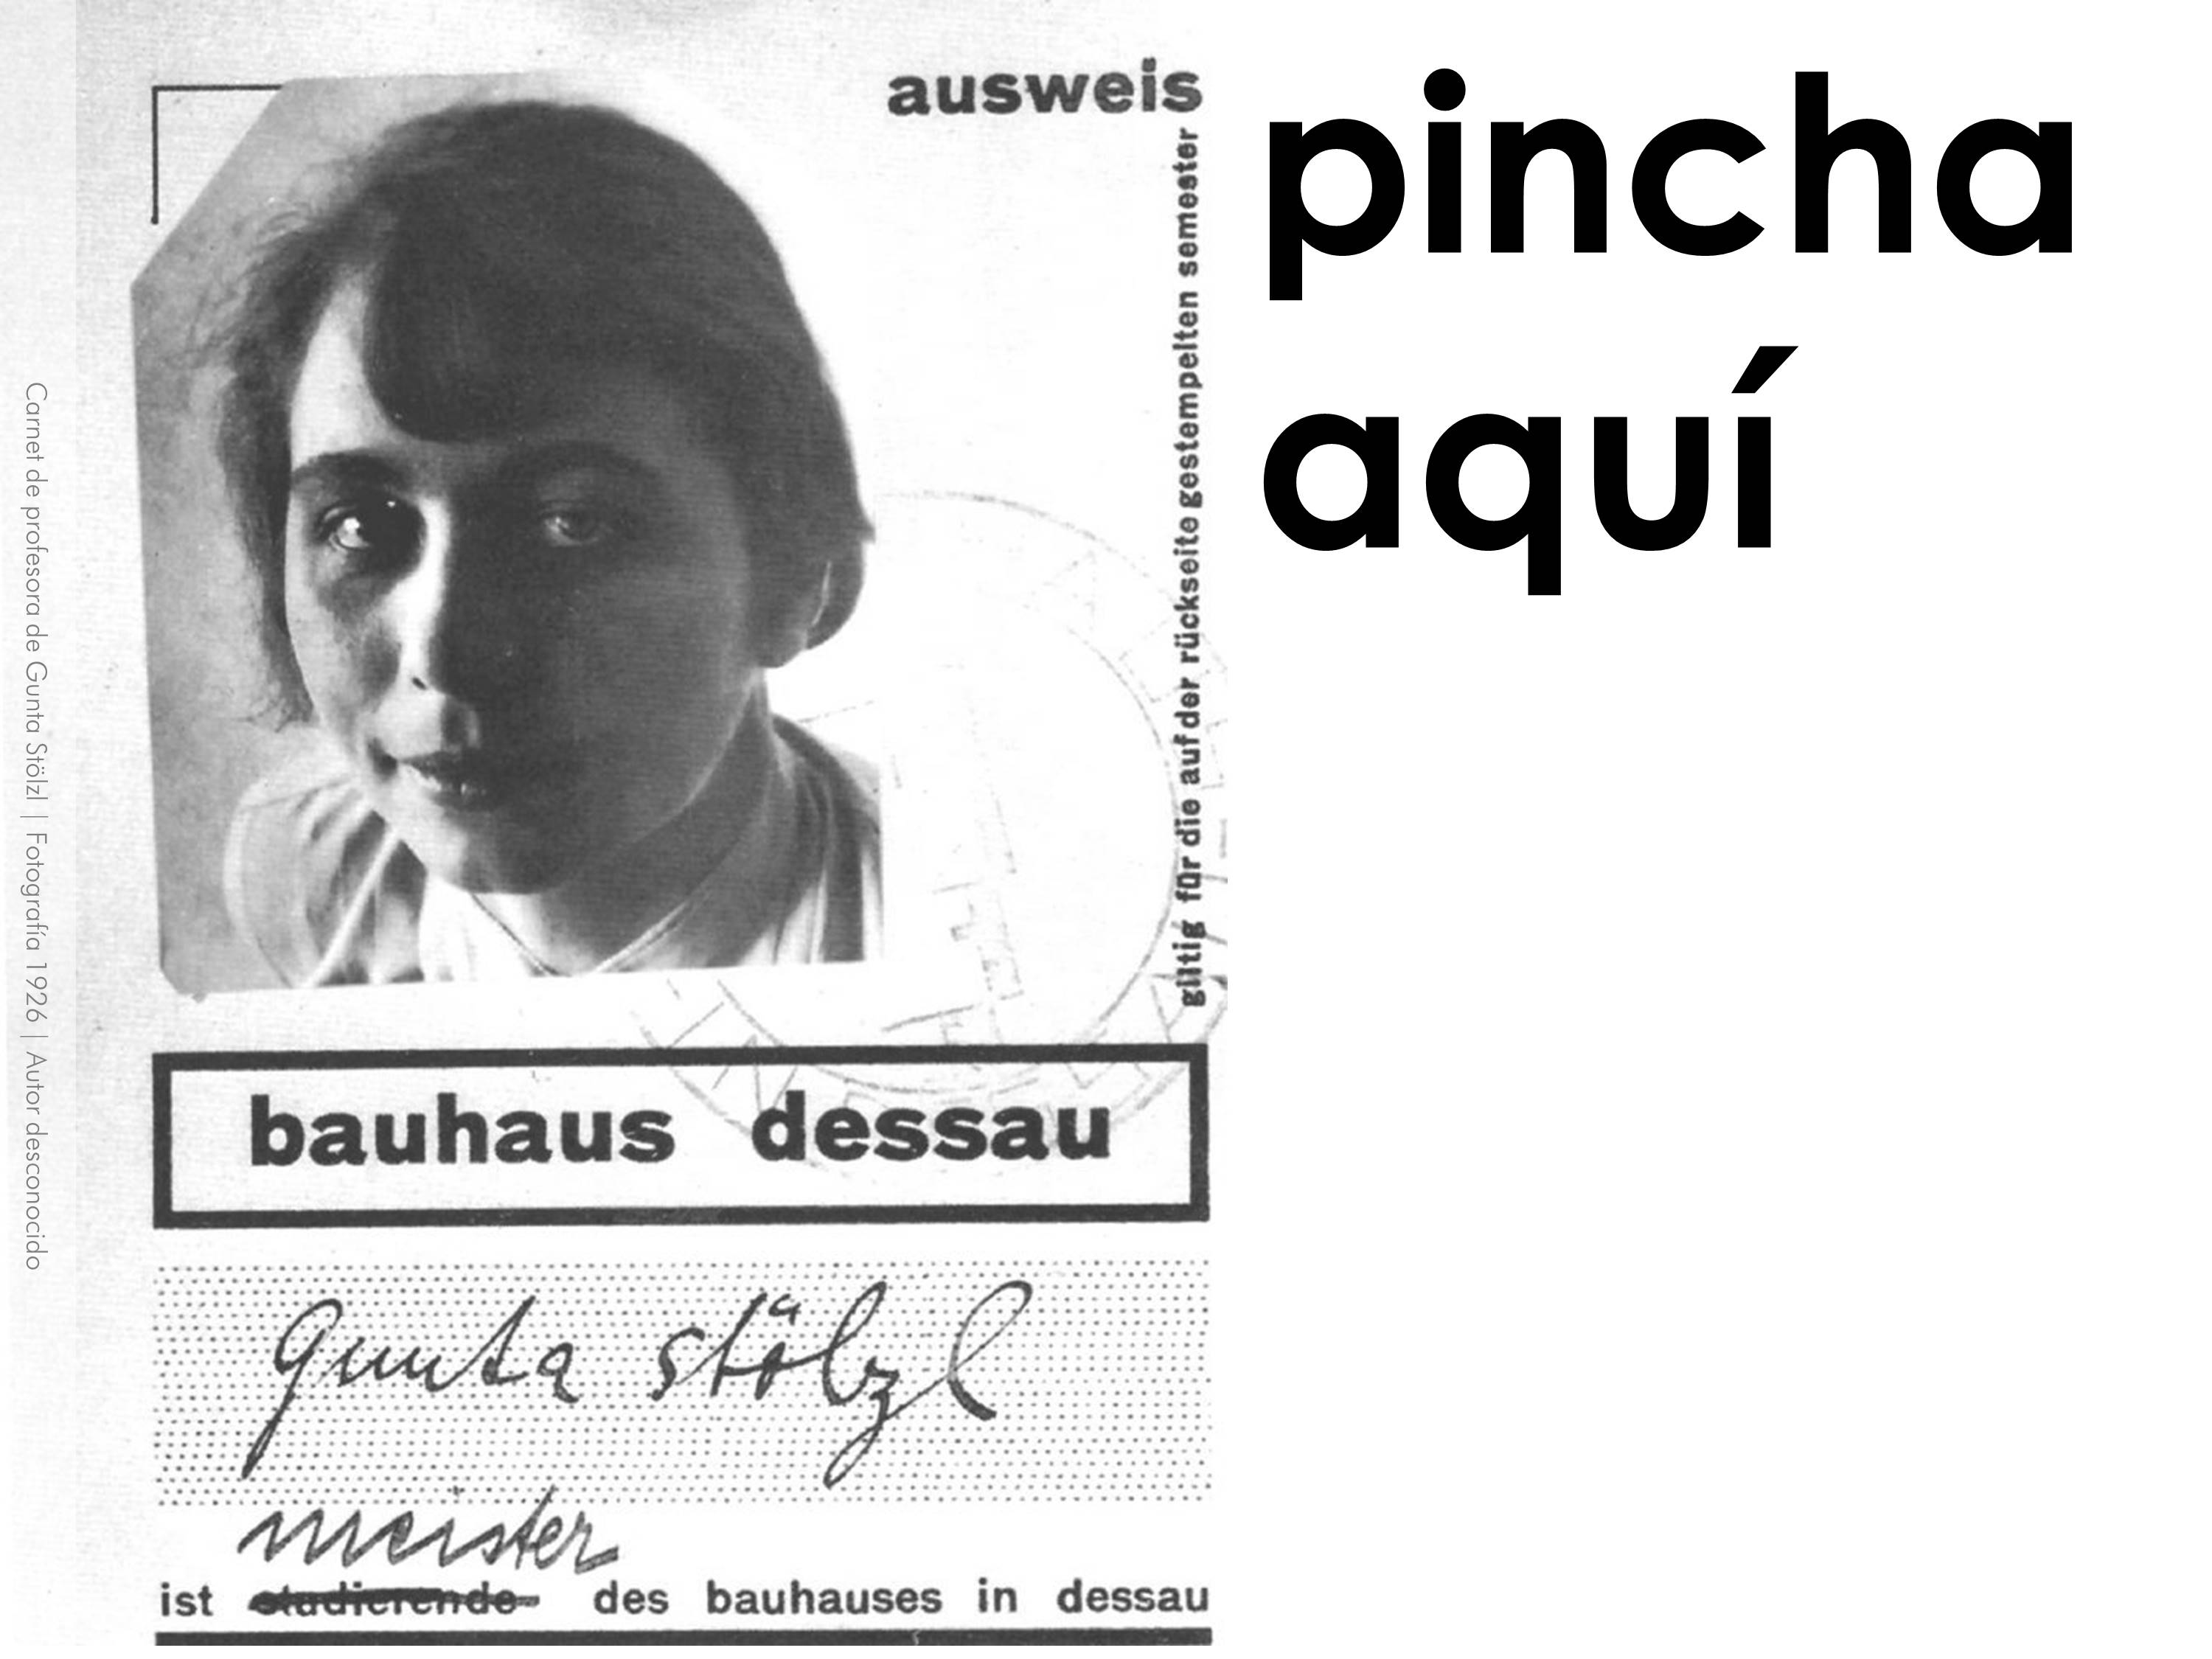 Carnet de profesora de Gunta Stölzl | Fotografía 1926 | Autor desconocido
ausweis
giltig für die auf der rückseite gestempelten semester
bauhaus dessau
gunta stölzl
meister
ist studierende des bauhauses in dessau
pincha
aquí